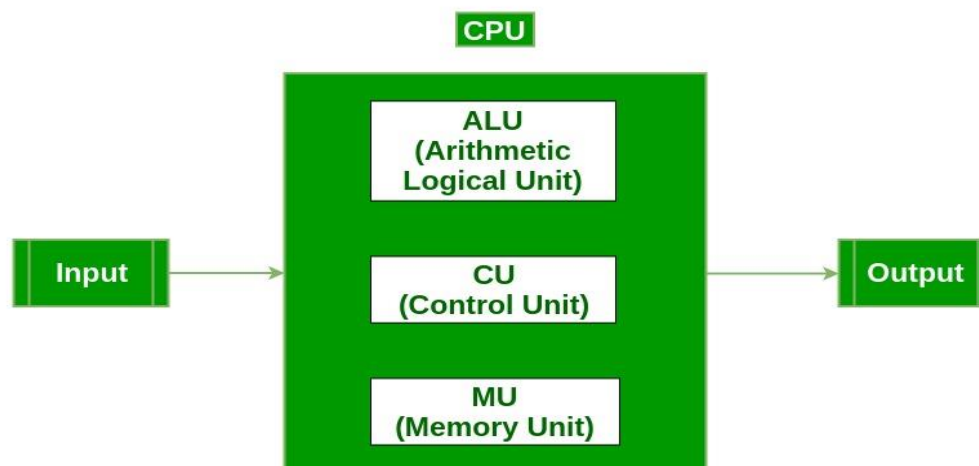 CPU
ALU
(Arithmetic
Logical Unit)
Input
CU
(Control Unit)
Output
MU
(Memory Unit)